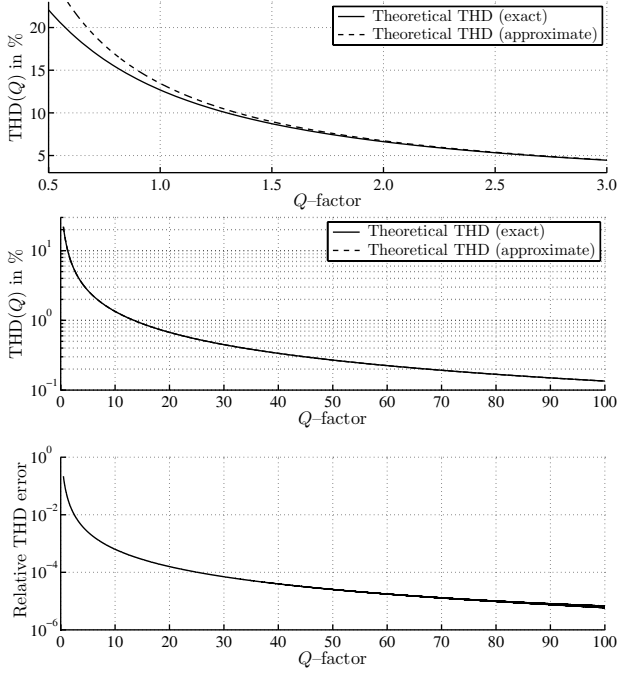 Theoretical THD (exact)
Theoretical THD (approximate)
THD(Q) in %
20
15
10
5
0.5 1.0 1.5 2.0 2.5 3.0
Q–factor
Theoretical THD (exact)
Theoretical THD (approximate)
THD(Q) in %
10^1
10^0
10^−1
0 10 20 30 40 50 60 70 80 90 100
Q–factor
Relative THD error
10^0
10^−2
10^−4
10^−6
0 10 20 30 40 50 60 70 80 90 100
Q–factor